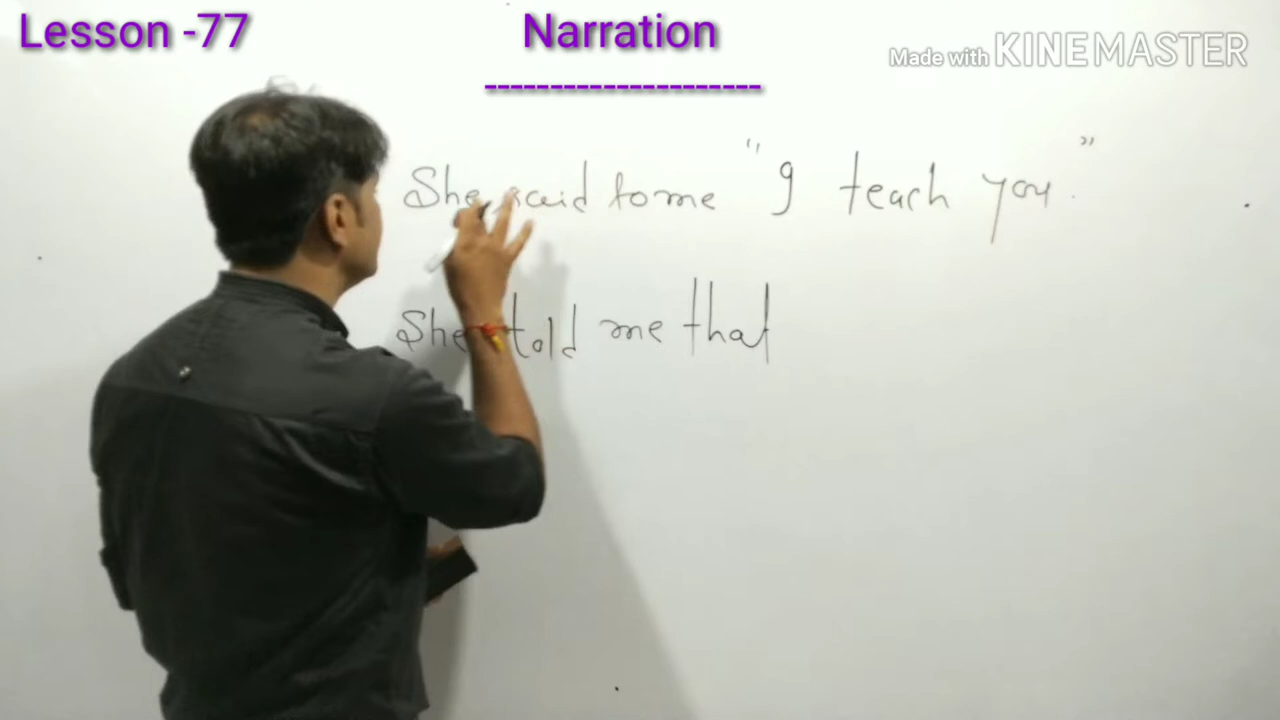 Lesson -77
Narration
Made with KINEMASTER
---------------------
She said to me "I teach you."
She told me that